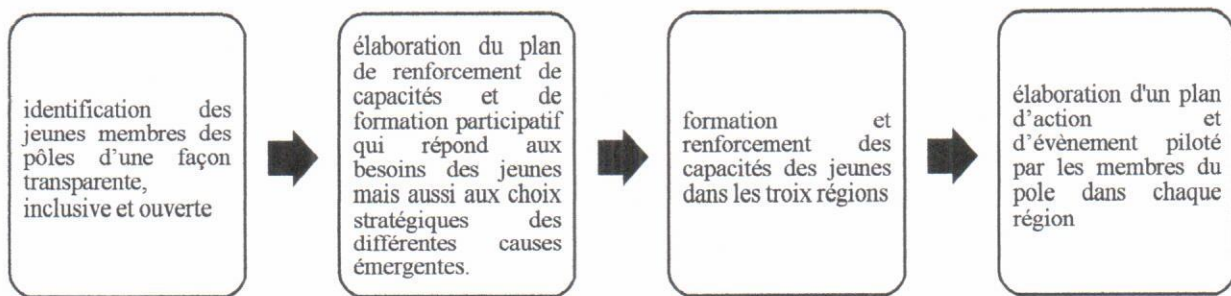 identification des
jeunes membres des
pôles d’une façon
transparente,
inclusive et ouverte
élaboration du plan
de renforcement de
capacités et de
formation participatif
qui répond aux
besoins des jeunes
mais aussi aux choix
stratégiques des
différentes causes
émergentes.
formation et
renforcement des
capacités des jeunes
dans les troix régions
élaboration d'un plan
d’action et
d’évènement piloté
par les membres du
pole dans chaque
région